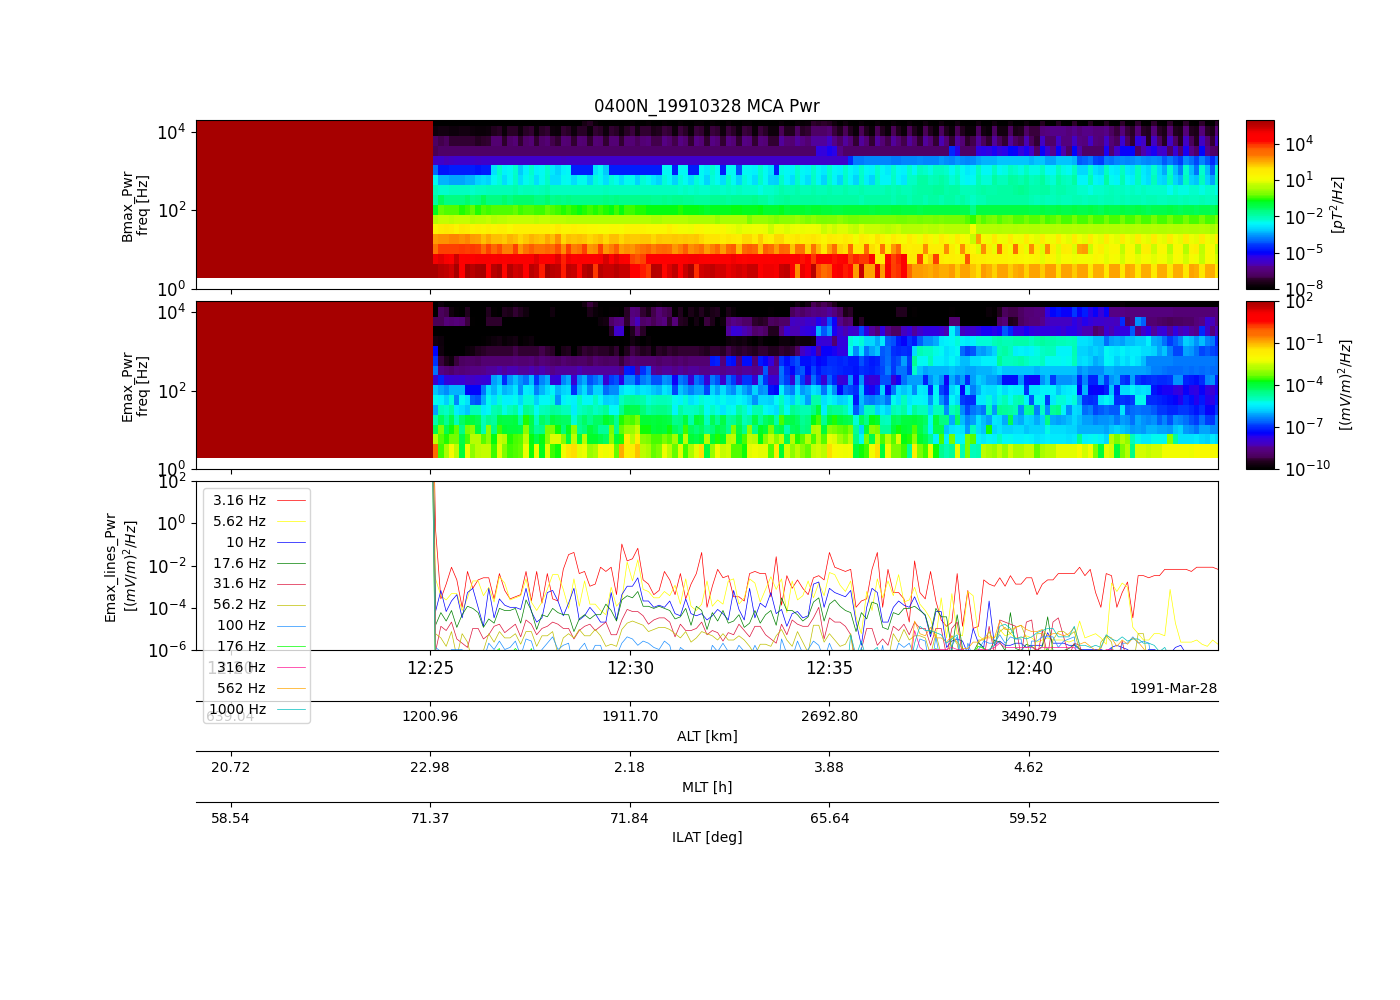 0400N_19910328 MCA Pwr
Bmax_Pwr
freq [Hz]
10^4
10^2
10^0
10^4
10^1
10^-2
10^-5
10^-8
[pT^2/Hz]
Emax_Pwr
freq [Hz]
10^4
10^2
10^0
10^2
10^-1
10^-4
10^-7
10^-10
[(mV/m)^2/Hz]
Emax_lines_Pwr
[(mV/m)^2/Hz]
10^2
10^0
10^-2
10^-4
10^-6
3.16 Hz
5.62 Hz
10 Hz
17.6 Hz
31.6 Hz
56.2 Hz
100 Hz
176 Hz
316 Hz
562 Hz
1000 Hz
12:20 12:25 12:30 12:35 12:40
1991-Mar-28
639.04 1200.96 1911.70 2692.80 3490.79
ALT [km]
20.72 22.98 2.18 3.88 4.62
MLT [h]
58.54 71.37 71.84 65.64 59.52
ILAT [deg]